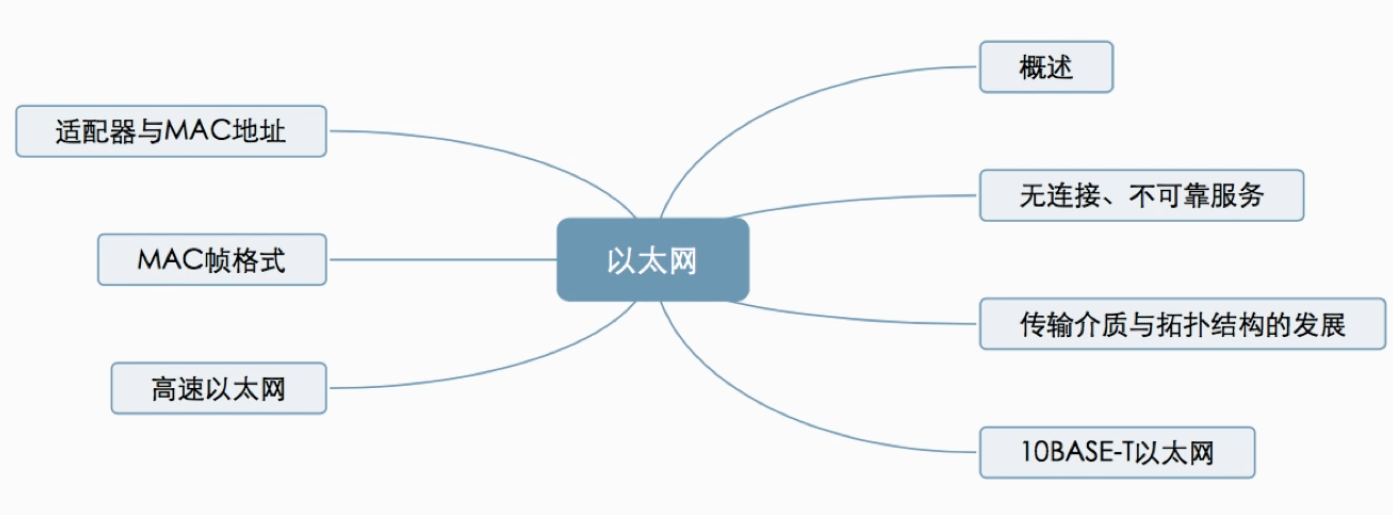 以太网
概述
无连接、不可靠服务
传输介质与拓扑结构的发展
10BASE-T以太网
适配器与MAC地址
MAC帧格式
高速以太网